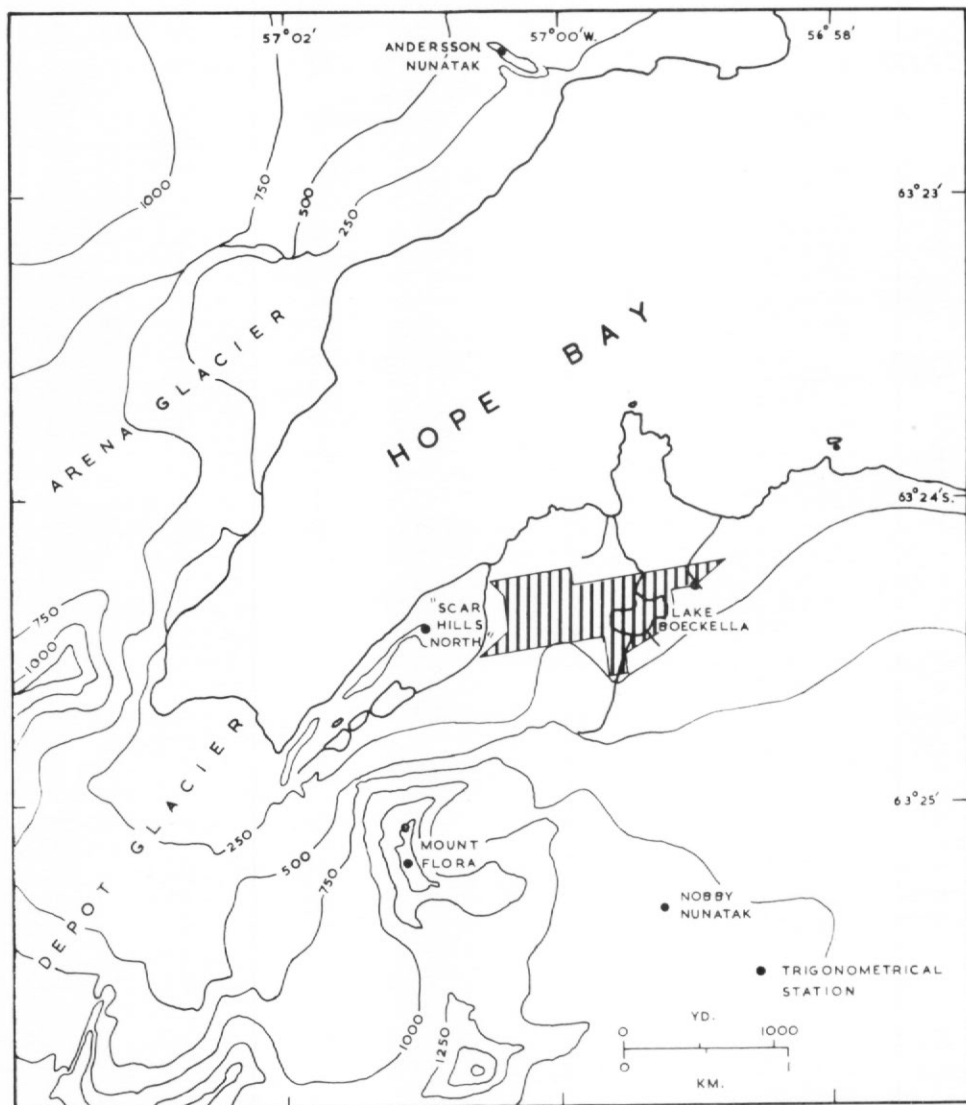 57°02'
57°00'W.
56°58'
ANDERSSON
NUNATAK
1000
750
500
250
63°23'
ARENA GLACIER
HOPE BAY
63°24'S.
"SCAR
HILLS
NORTH"
LAKE
BOECKELLA
750
1000
DEPOT GLACIER
250
500
750
63°25'
MOUNT
FLORA
NOBBY
NUNATAK
TRIGONOMETRICAL
STATION
1000
1250
YD.
0 1000
0 1
KM.